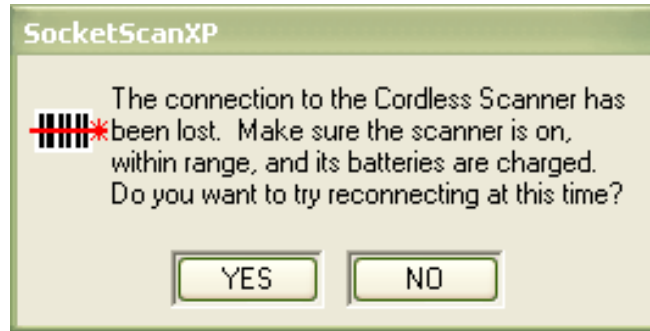 SocketScanXP
The connection to the Cordless Scanner has
been lost.  Make sure the scanner is on,
within range, and its batteries are charged.
Do you want to try reconnecting at this time?
YES NO